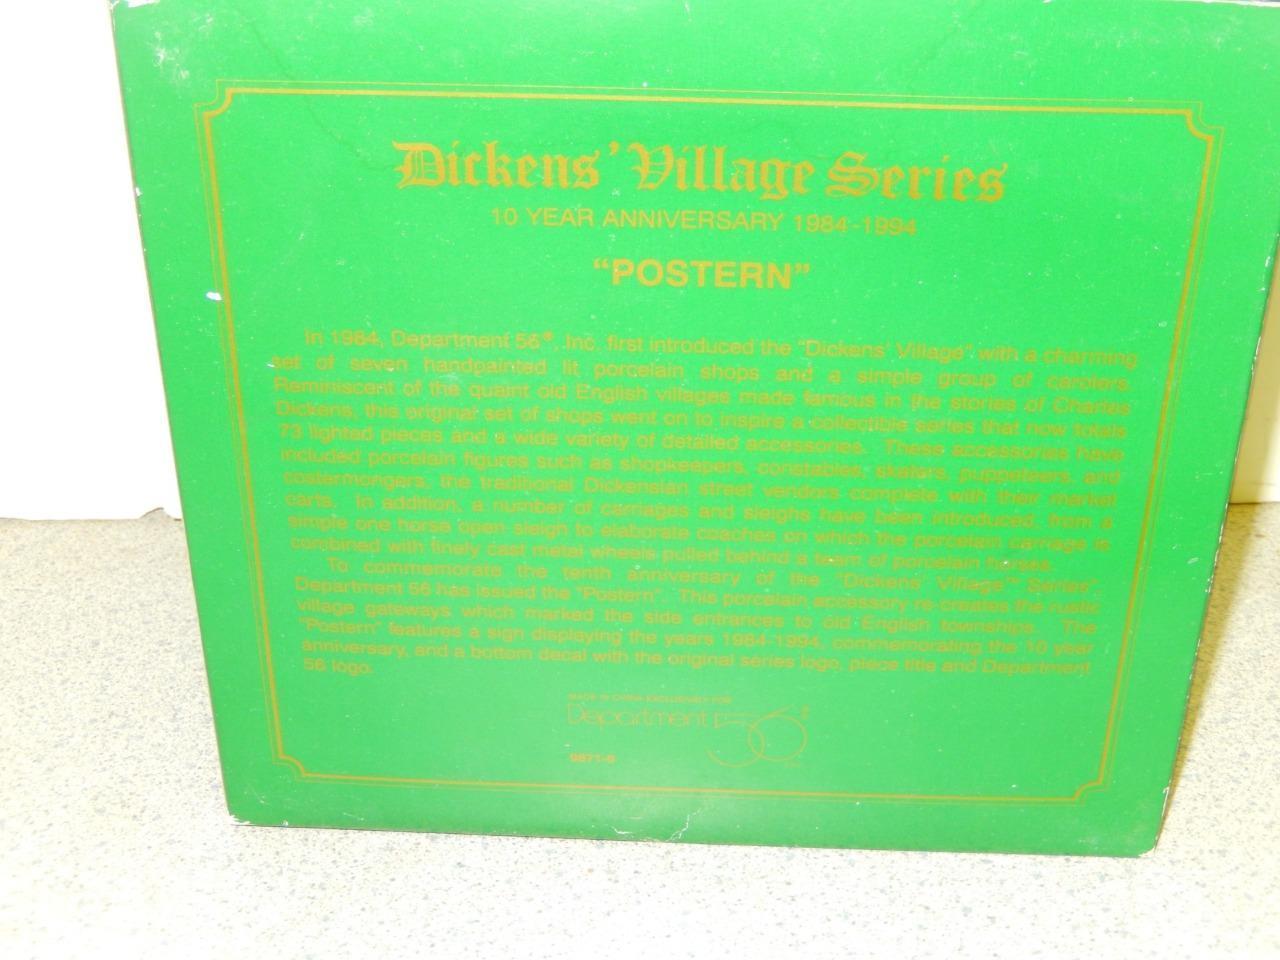 Dickens' Village Series
10 YEAR ANNIVERSARY 1984-1994
"POSTERN"
In 1984, Department 56®, Inc. first introduced the "Dickens' Village" with a charming
set of seven handpainted lit porcelain shops and a simple group of carolers.
Reminiscent of the quaint old English villages made famous in the stories of Charles
Dickens, this original set of shops went on to inspire a collectible series that now totals
73 lighted pieces and a wide variety of detailed accessories. These accessories have
included porcelain figures such as shopkeepers, constables, skaters, puppeteers, and
costermongers, the traditional Dickensian street vendors complete with their market
carts. In addition, a number of carriages and sleighs have been introduced, from a
simple one horse open sleigh to elaborate coaches on which the porcelain carriage is
combined with finely cast metal wheels pulled behind a team of porcelain horses.
To commemorate the tenth anniversary of the "Dickens' Village™ Series",
Department 56 has issued the "Postern". This porcelain accessory re-creates the rustic
village gateways which marked the side entrances to old English townships. The
"Postern" features a sign displaying the years 1984-1994, commemorating the 10 year
anniversary, and a bottom decal with the original series logo, piece title and Department
56 logo.
MADE IN CHINA EXCLUSIVELY FOR
Department 56®
9871-0